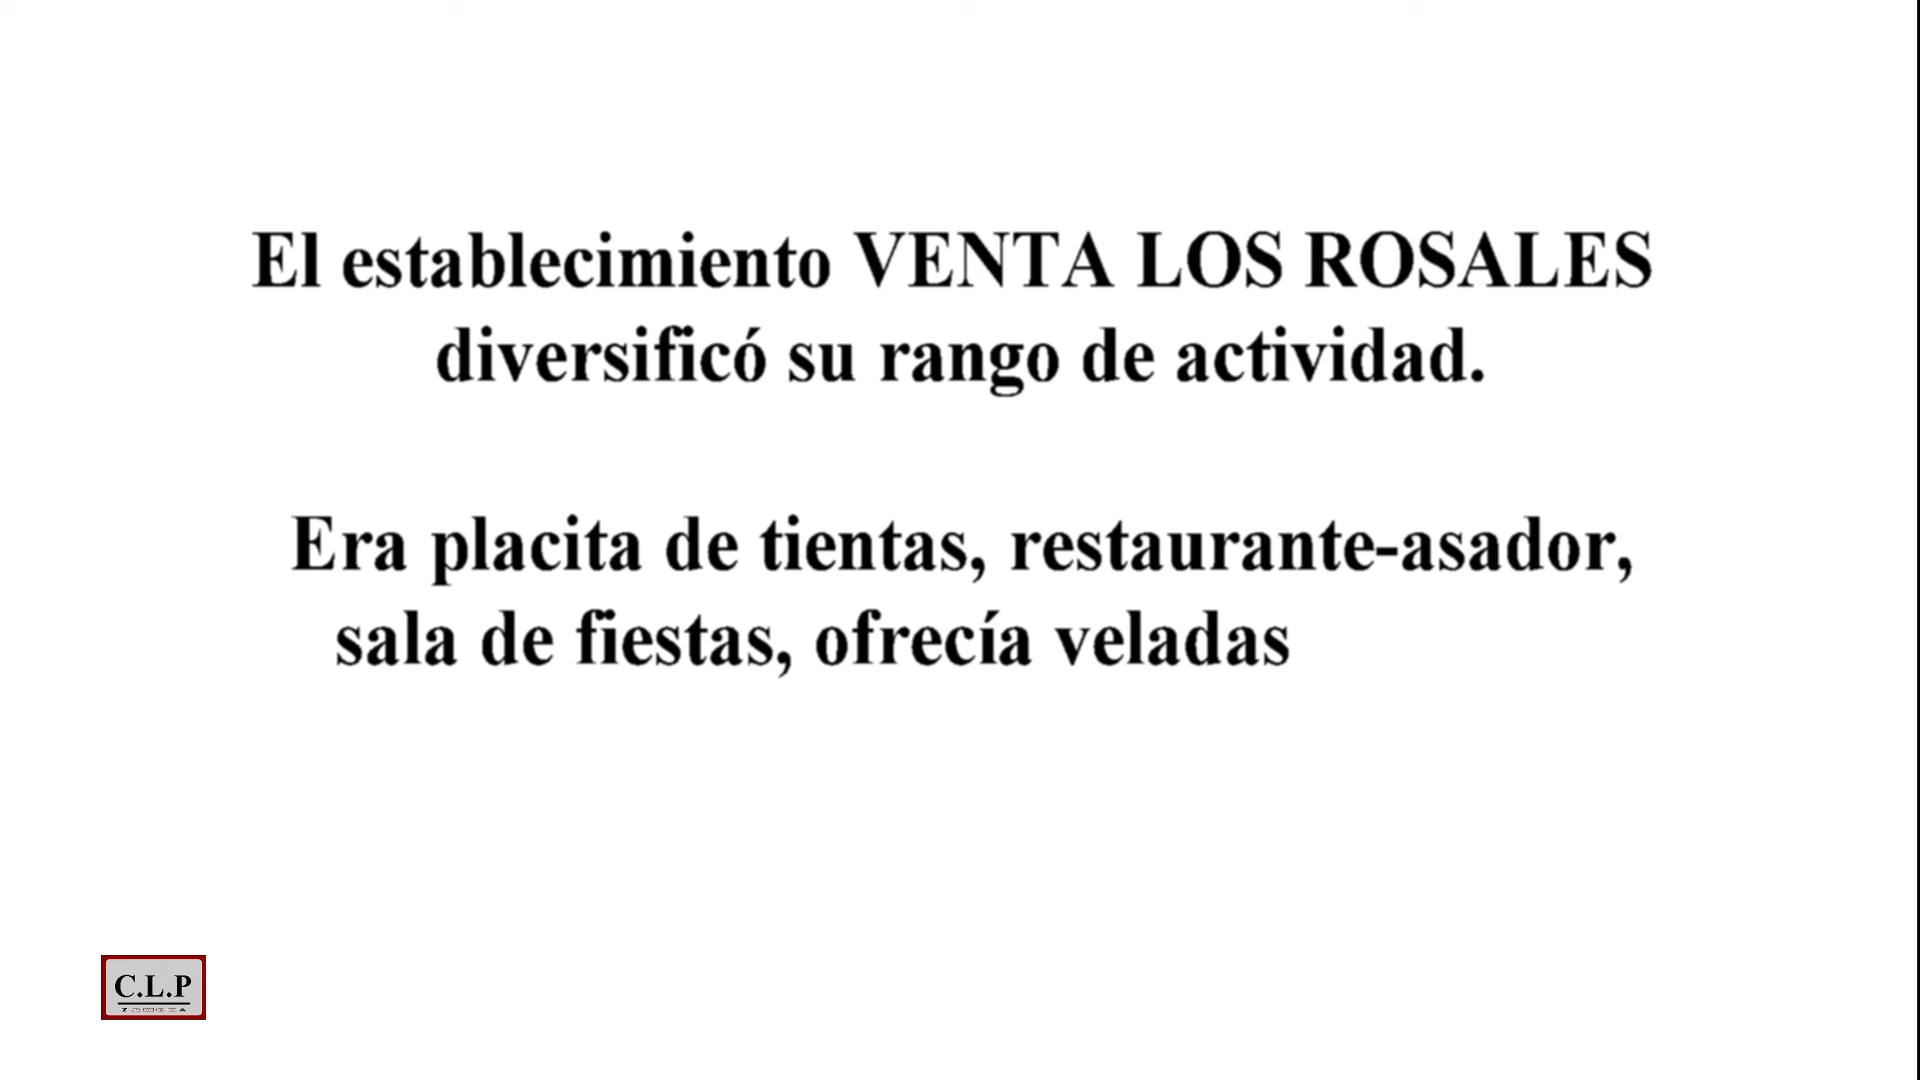 El establecimiento VENTA LOS ROSALES
diversificó su rango de actividad.
Era placita de tientas, restaurante-asador,
sala de fiestas, ofrecía veladas
C.L.P